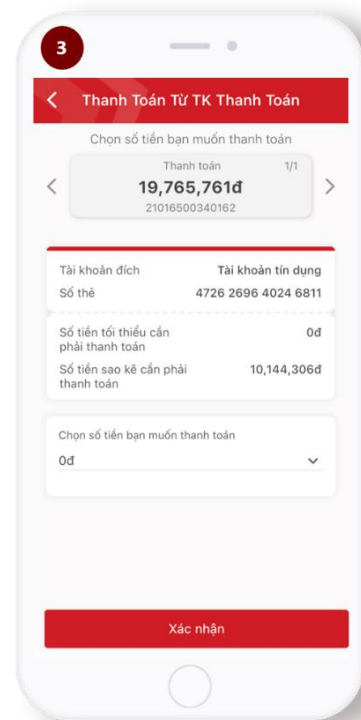 3
Thanh Toán Từ TK Thanh Toán
Chọn số tiền bạn muốn thanh toán
Thanh toán 1/1
19,765,761đ
21016500340162
Tài khoản đích Tài khoản tín dụng
Số thẻ 4726 2696 4024 6811
Số tiền tối thiểu cần 0đ
phải thanh toán
Số tiền sao kê cần phải 10,144,306đ
thanh toán
Chọn số tiền bạn muốn thanh toán
0đ
Xác nhận